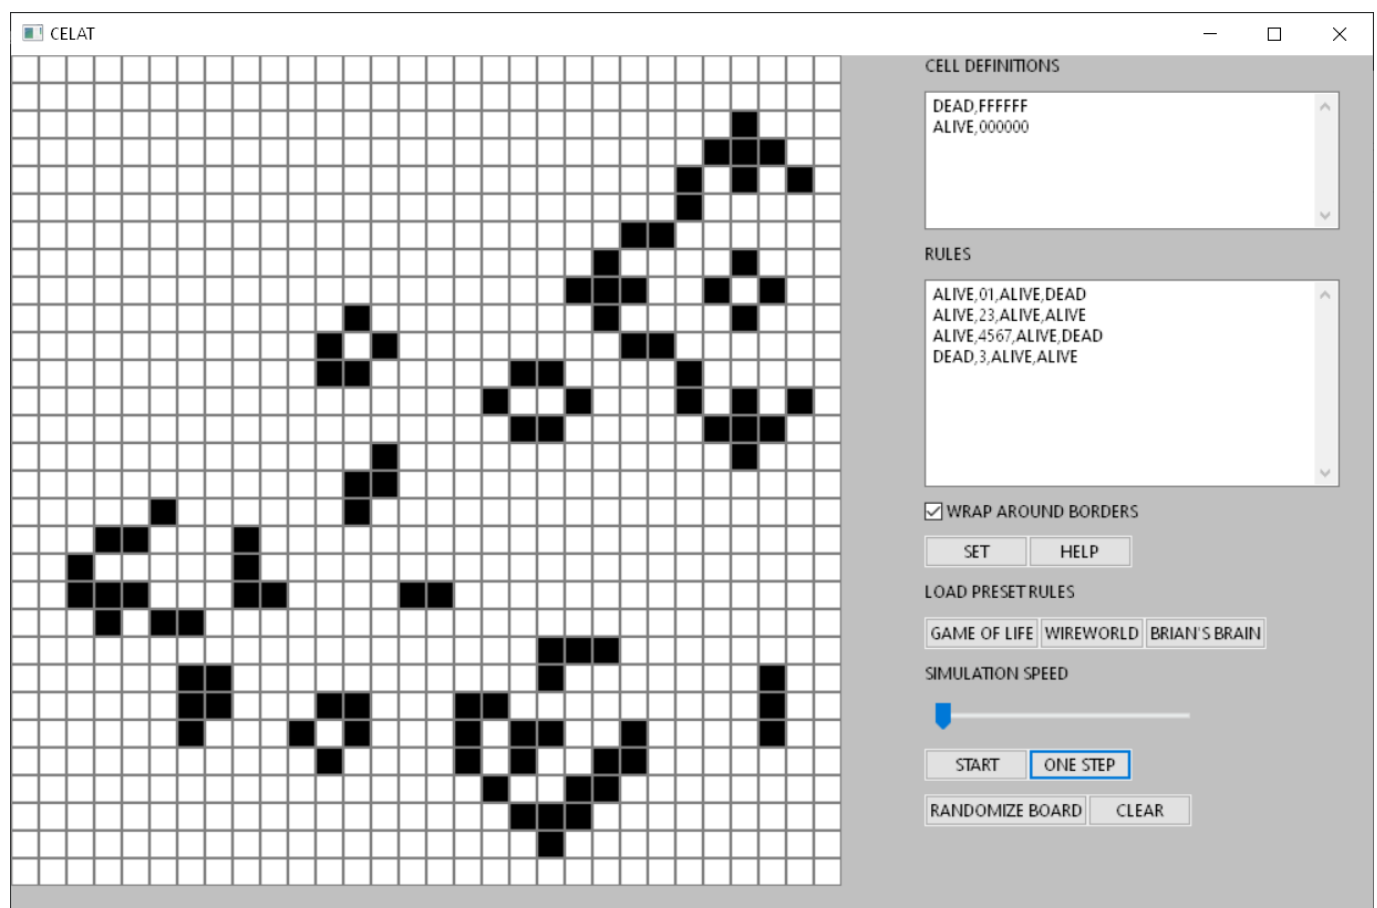 CELAT
CELL DEFINITIONS
DEAD,FFFFFF
ALIVE,000000
RULES
ALIVE,01,ALIVE,DEAD
ALIVE,23,ALIVE,ALIVE
ALIVE,4567,ALIVE,DEAD
DEAD,3,ALIVE,ALIVE
WRAP AROUND BORDERS
SET HELP
LOAD PRESET RULES
GAME OF LIFE WIREWORLD BRIAN'S BRAIN
SIMULATION SPEED
START ONE STEP
RANDOMIZE BOARD CLEAR